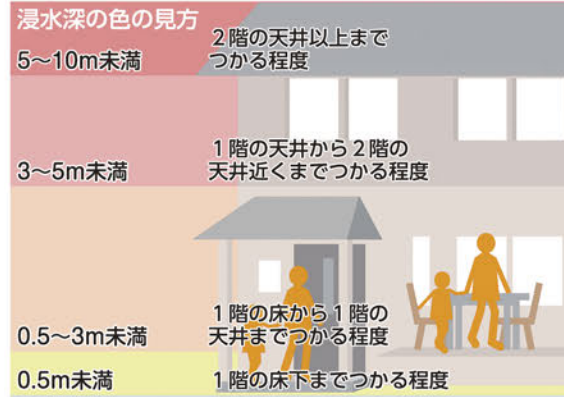 浸水深の色の見方
5～10m未満
2階の天井以上まで
つかる程度
3～5m未満
1階の天井から2階の
天井近くまでつかる程度
0.5～3m未満
1階の床から1階の
天井までつかる程度
0.5m未満
1階の床下までつかる程度